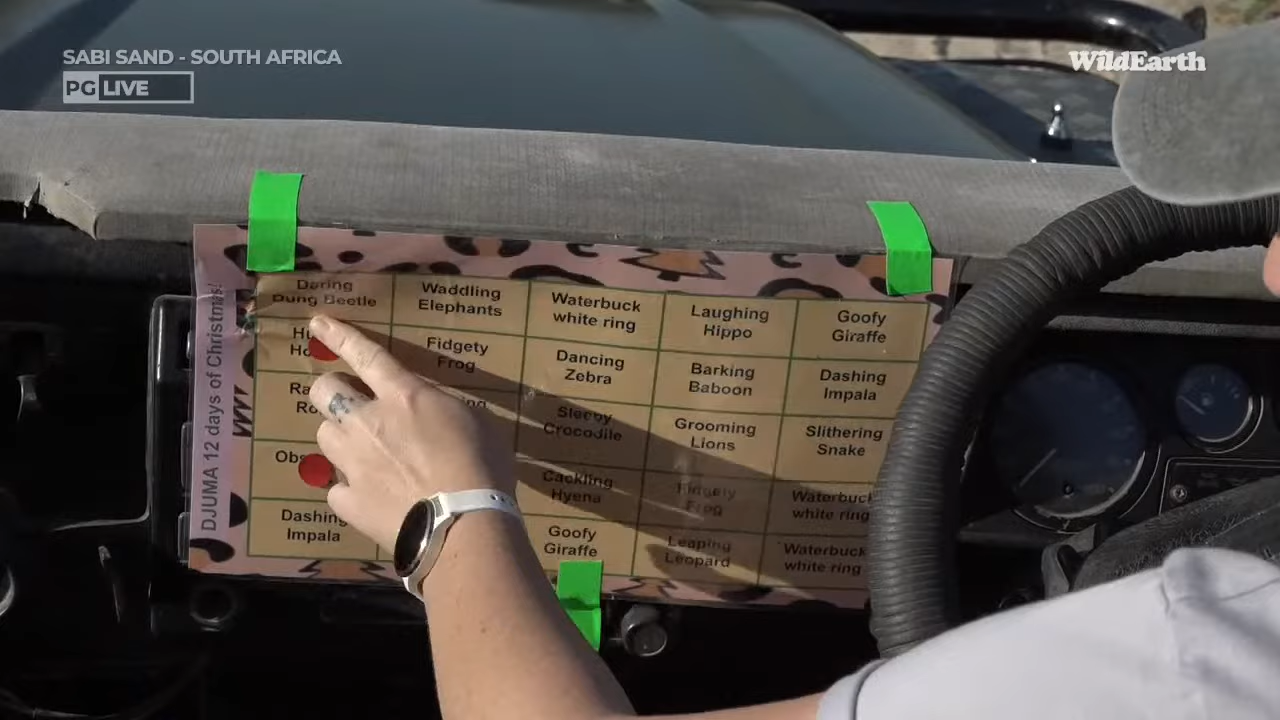 SABI SAND - SOUTH AFRICA
PG LIVE
WildEarth
DJUMA 12 days of Christmas!
Daring
Dung Beetle
Waddling
Elephants
Waterbuck
white ring
Laughing
Hippo
Goofy
Giraffe
Fidgety
Frog
Dancing
Zebra
Barking
Baboon
Dashing
Impala
Sleepy
Crocodile
Grooming
Lions
Slithering
Snake
Cackling
Hyena
Fidgety
Frog
Waterbuck
white ring
Dashing
Impala
Goofy
Giraffe
Leaping
Leopard
Waterbuck
white ring